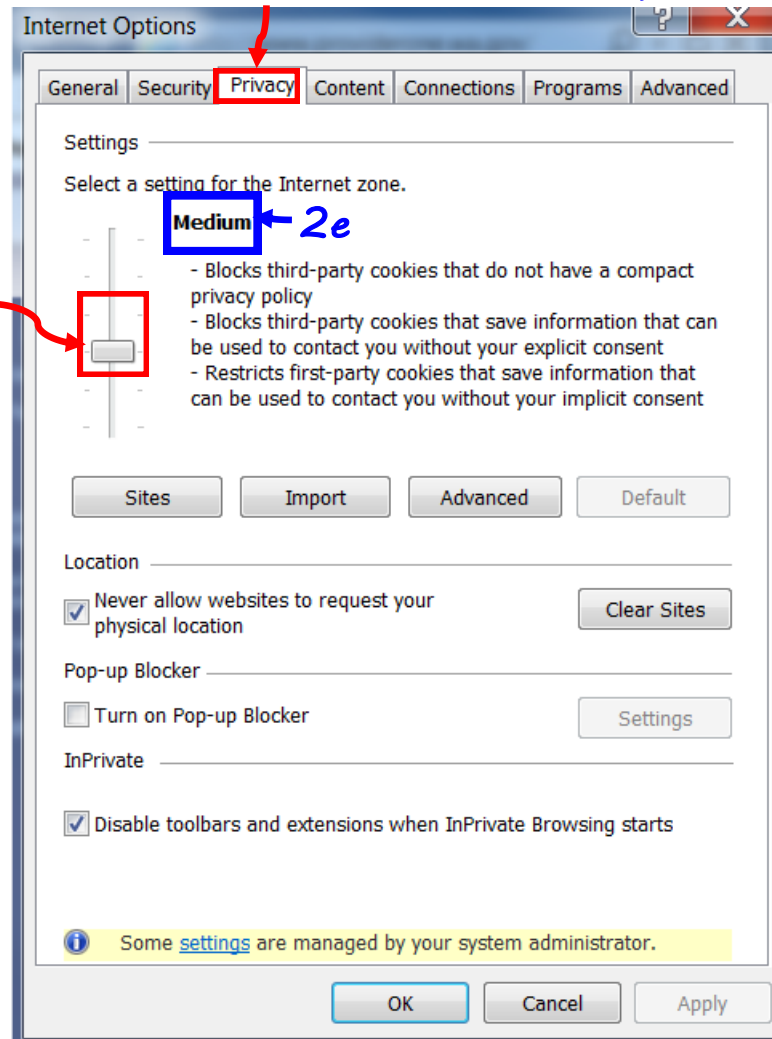 Internet Options
? X
General Security Privacy Content Connections Programs Advanced
Settings
Select a setting for the Internet zone.
Medium 2e
- Blocks third-party cookies that do not have a compact
privacy policy
- Blocks third-party cookies that save information that can
be used to contact you without your explicit consent
- Restricts first-party cookies that save information that
can be used to contact you without your implicit consent
Sites Import Advanced Default
Location
Never allow websites to request your
physical location
Clear Sites
Pop-up Blocker
Turn on Pop-up Blocker
Settings
InPrivate
Disable toolbars and extensions when InPrivate Browsing starts
Some settings are managed by your system administrator.
OK Cancel Apply